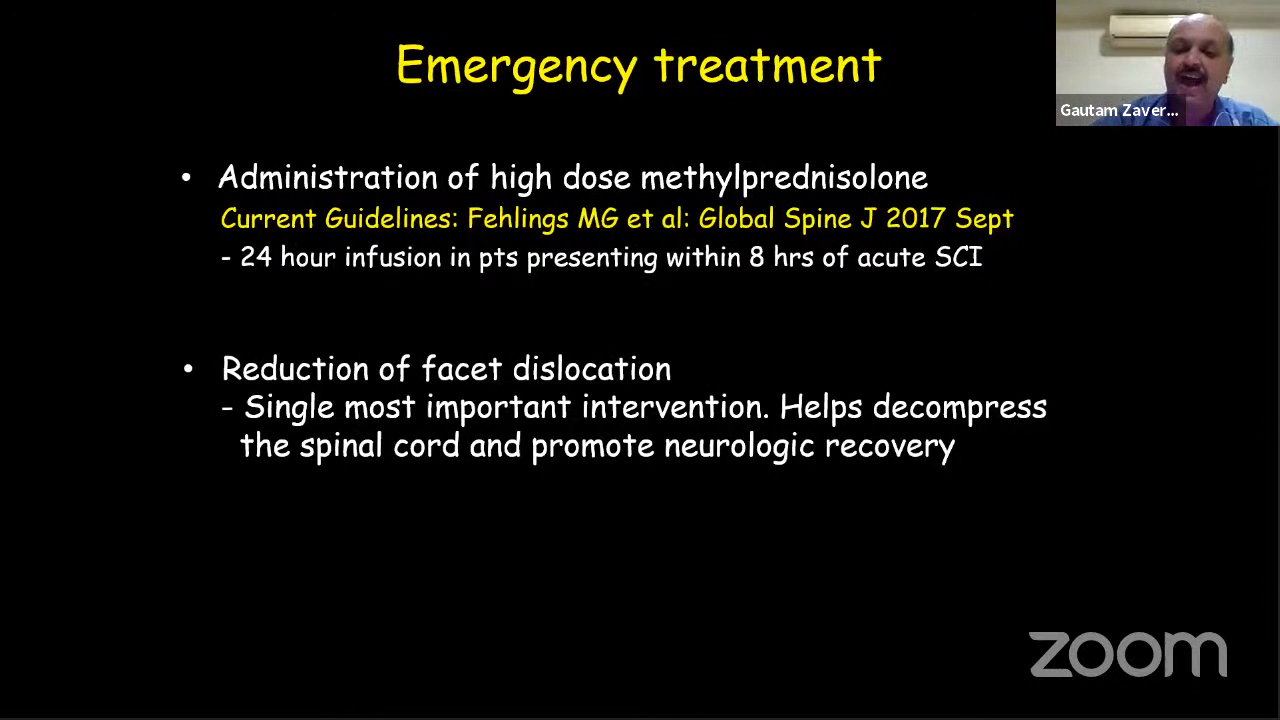 Emergency treatment
Gautam Zaver...
• Administration of high dose methylprednisolone
Current Guidelines: Fehlings MG et al: Global Spine J 2017 Sept
- 24 hour infusion in pts presenting within 8 hrs of acute SCI
• Reduction of facet dislocation
- Single most important intervention. Helps decompress
the spinal cord and promote neurologic recovery
zoom